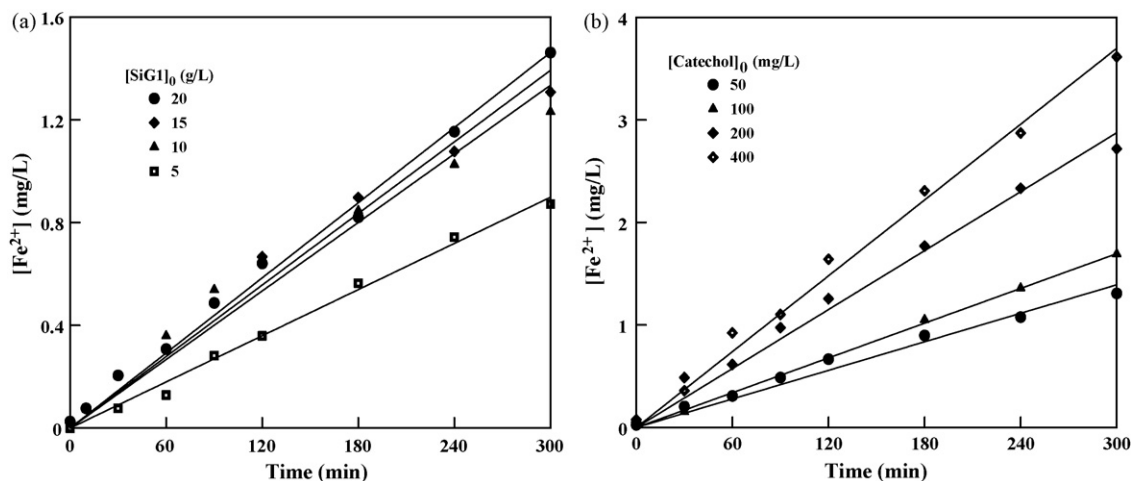 (a)
[Fe²⁺] (mg/L)
1.6
1.2
0.8
0.4
0
[SiG1]₀ (g/L)
20
15
10
5
0 60 120 180 240 300
Time (min)
(b)
[Fe²⁺] (mg/L)
4
3
2
1
0
[Catechol]₀ (mg/L)
50
100
200
400
0 60 120 180 240 300
Time (min)